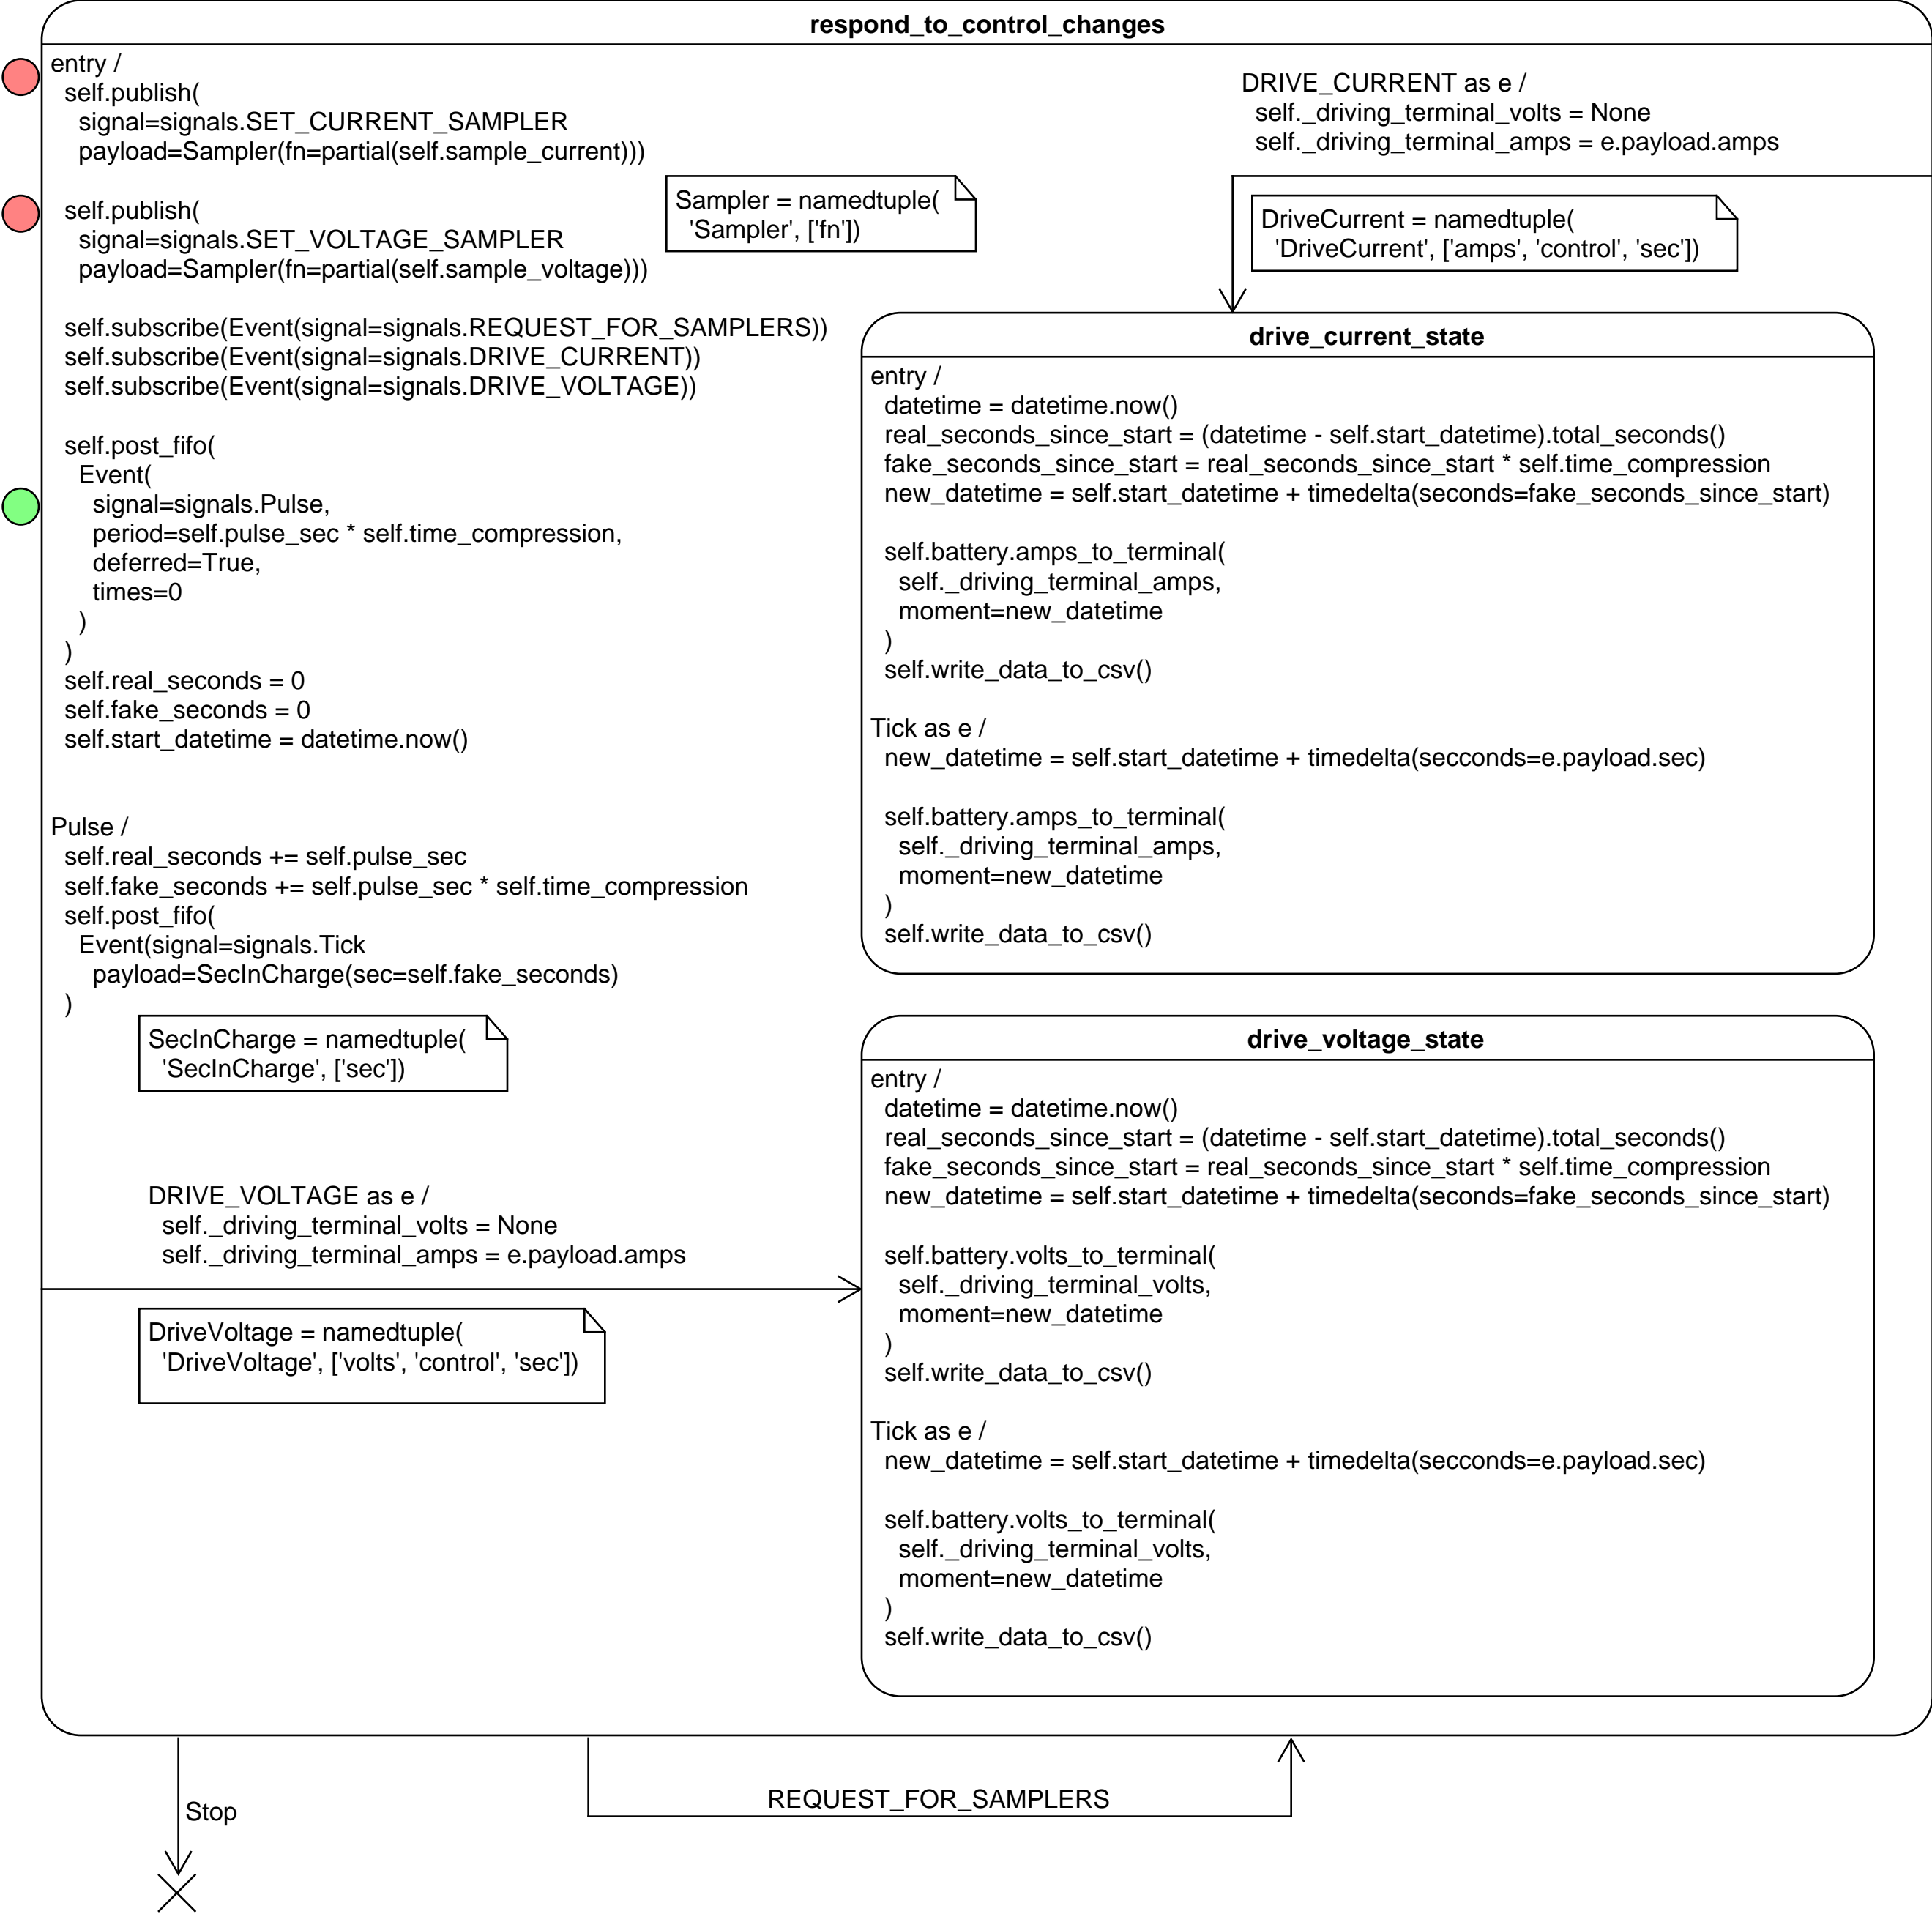 respond_to_control_changes
entry /
self.publish(
signal=signals.SET_CURRENT_SAMPLER
payload=Sampler(fn=partial(self.sample_current)))
self.publish(
signal=signals.SET_VOLTAGE_SAMPLER
payload=Sampler(fn=partial(self.sample_voltage)))
self.subscribe(Event(signal=signals.REQUEST_FOR_SAMPLERS))
self.subscribe(Event(signal=signals.DRIVE_CURRENT))
self.subscribe(Event(signal=signals.DRIVE_VOLTAGE))
self.post_fifo(
Event(
signal=signals.Pulse,
period=self.pulse_sec * self.time_compression,
deferred=True,
times=0
)
)
self.real_seconds = 0
self.fake_seconds = 0
self.start_datetime = datetime.now()
Pulse /
self.real_seconds += self.pulse_sec
self.fake_seconds += self.pulse_sec * self.time_compression
self.post_fifo(
Event(signal=signals.Tick
payload=SecInCharge(sec=self.fake_seconds)
)
SecInCharge = namedtuple(
'SecInCharge', ['sec'])
Sampler = namedtuple(
'Sampler', ['fn'])
DRIVE_CURRENT as e /
self._driving_terminal_volts = None
self._driving_terminal_amps = e.payload.amps
DriveCurrent = namedtuple(
'DriveCurrent', ['amps', 'control', 'sec'])
drive_current_state
entry /
datetime = datetime.now()
real_seconds_since_start = (datetime - self.start_datetime).total_seconds()
fake_seconds_since_start = real_seconds_since_start * self.time_compression
new_datetime = self.start_datetime + timedelta(seconds=fake_seconds_since_start)
self.battery.amps_to_terminal(
self._driving_terminal_amps,
moment=new_datetime
)
self.write_data_to_csv()
Tick as e /
new_datetime = self.start_datetime + timedelta(secconds=e.payload.sec)
self.battery.amps_to_terminal(
self._driving_terminal_amps,
moment=new_datetime
)
self.write_data_to_csv()
DRIVE_VOLTAGE as e /
self._driving_terminal_volts = None
self._driving_terminal_amps = e.payload.amps
DriveVoltage = namedtuple(
'DriveVoltage', ['volts', 'control', 'sec'])
drive_voltage_state
entry /
datetime = datetime.now()
real_seconds_since_start = (datetime - self.start_datetime).total_seconds()
fake_seconds_since_start = real_seconds_since_start * self.time_compression
new_datetime = self.start_datetime + timedelta(seconds=fake_seconds_since_start)
self.battery.volts_to_terminal(
self._driving_terminal_volts,
moment=new_datetime
)
self.write_data_to_csv()
Tick as e /
new_datetime = self.start_datetime + timedelta(secconds=e.payload.sec)
self.battery.volts_to_terminal(
self._driving_terminal_volts,
moment=new_datetime
)
self.write_data_to_csv()
Stop
REQUEST_FOR_SAMPLERS